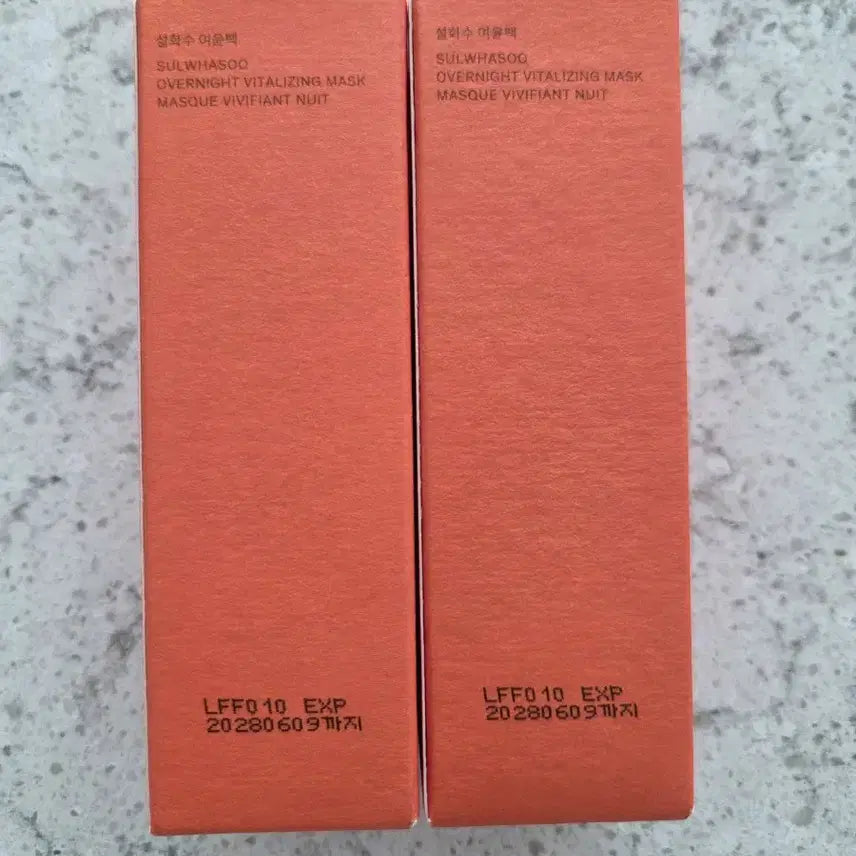 설화수 여윤팩
SULWHASOO
OVERNIGHT VITALIZING MASK
MASQUE VIVIFIANT NUIT
LFF010 EXP
20280609까지
설화수 여윤팩
SULWHASOO
OVERNIGHT VITALIZING MASK
MASQUE VIVIFIANT NUIT
LFF010 EXP
20280609까지